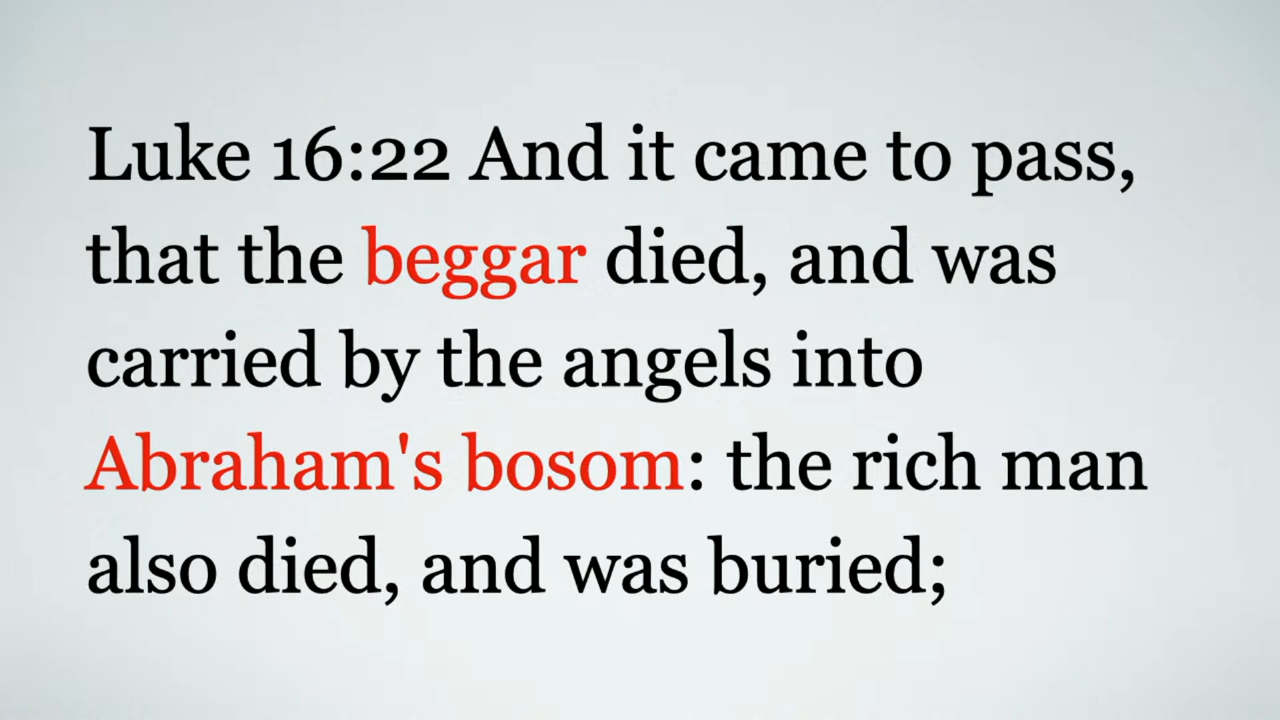 Luke 16:22 And it came to pass,
that the beggar died, and was
carried by the angels into
Abraham's bosom: the rich man
also died, and was buried;